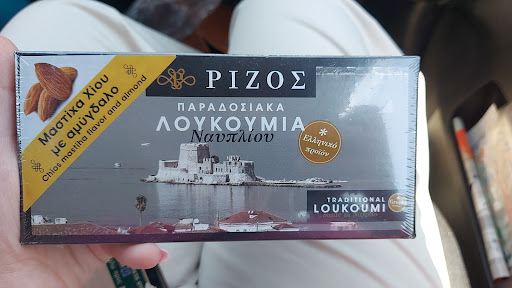 Μαστίχα Χίου
με αμύγδαλο
Chios mastiha flavor and almond
ΡΙΖΟΣ
ΠΑΡΑΔΟΣΙΑΚΑ
ΛΟΥΚΟΥΜΙΑ
Ναυπλίου
Ελληνικό
προϊόν
TRADITIONAL
LOUKOUMI